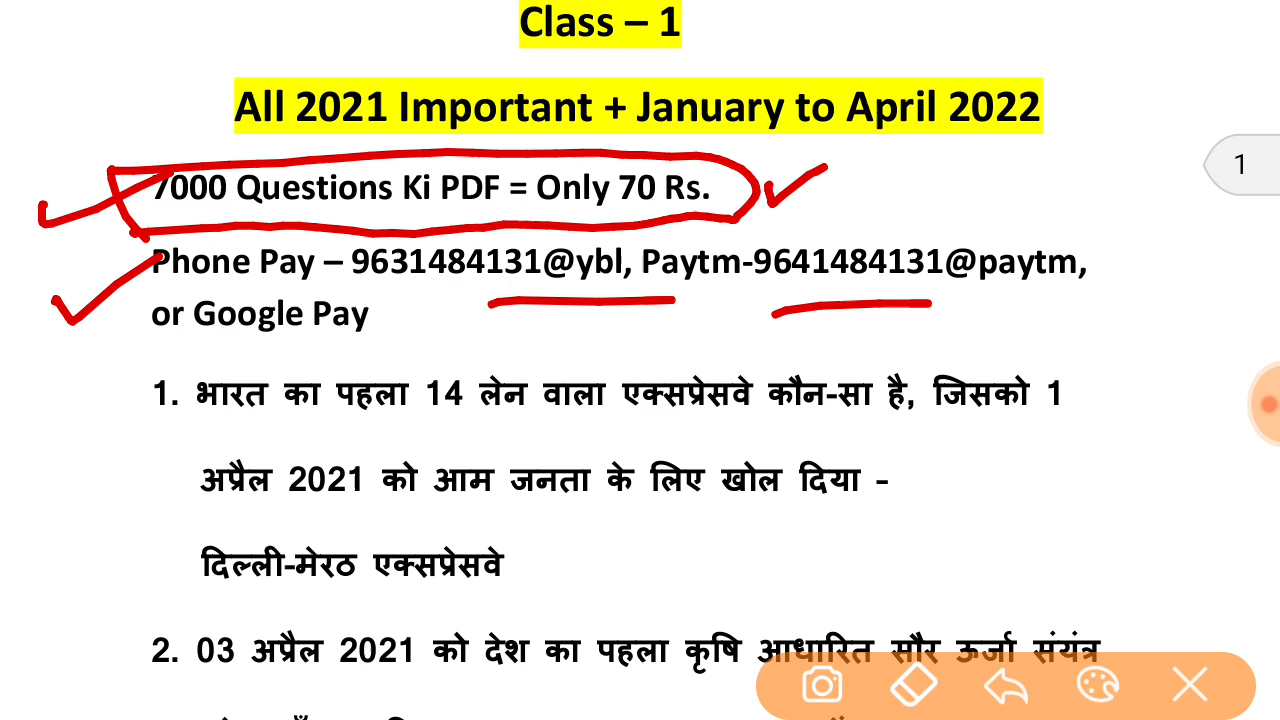 Class – 1
All 2021 Important + January to April 2022
7000 Questions Ki PDF = Only 70 Rs.
Phone Pay – 9631484131@ybl, Paytm-9641484131@paytm,
or Google Pay
1
1. भारत का पहला 14 लेन वाला एक्सप्रेसवे कौन-सा है, जिसको 1
अप्रैल 2021 को आम जनता के लिए खोल दिया –
दिल्ली-मेरठ एक्सप्रेसवे
2. 03 अप्रैल 2021 को देश का पहला कृषि आधारित सौर ऊर्जा संयंत्र